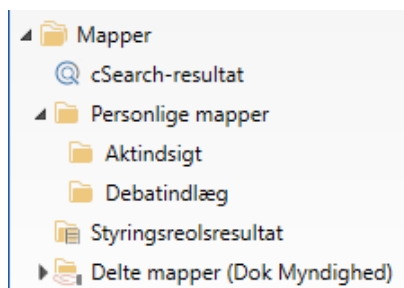 Mapper
cSearch-resultat
Personlige mapper
Aktindsigt
Debatindlæg
Styringsreolsresultat
Delte mapper (Dok Myndighed)